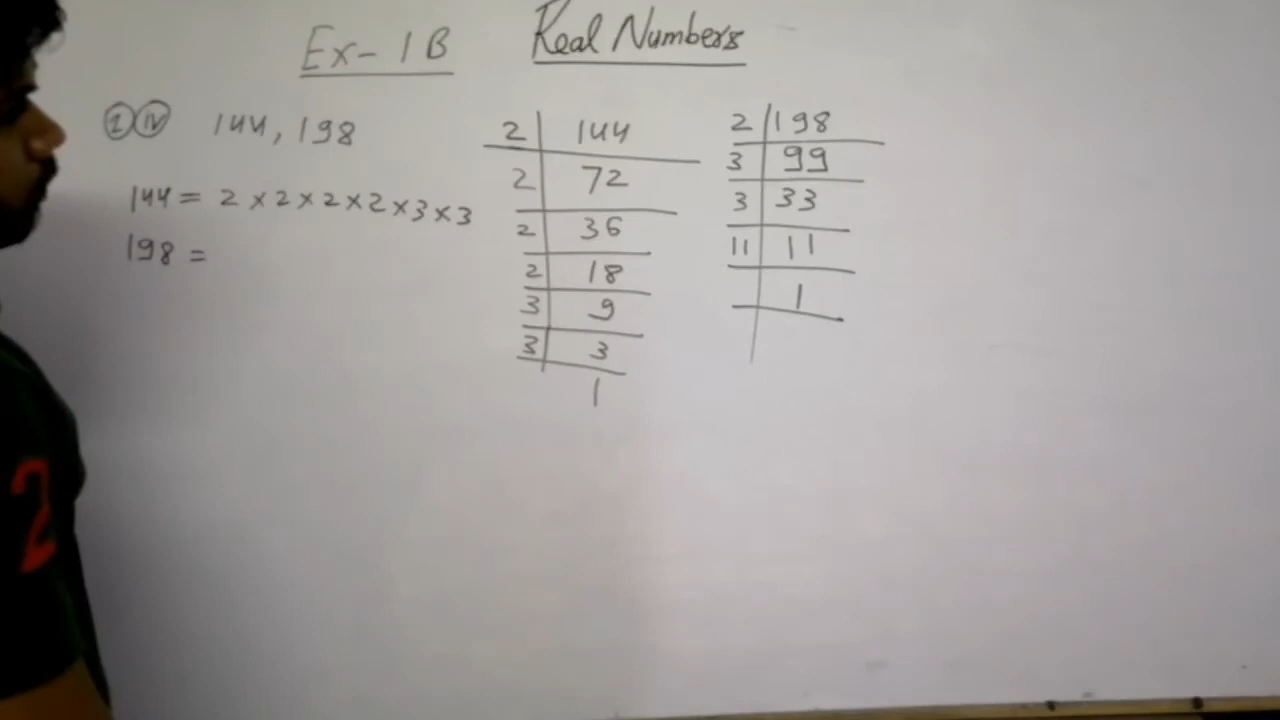 Ex- 1B Real Numbers
① ⓘⓥ 144, 198
144 = 2 × 2 × 2 × 2 × 3 × 3
198 =
2 | 144
2 | 72
2 | 36
2 | 18
3 | 9
3 | 3
1
2 | 198
3 | 99
3 | 33
11 | 11
1
2